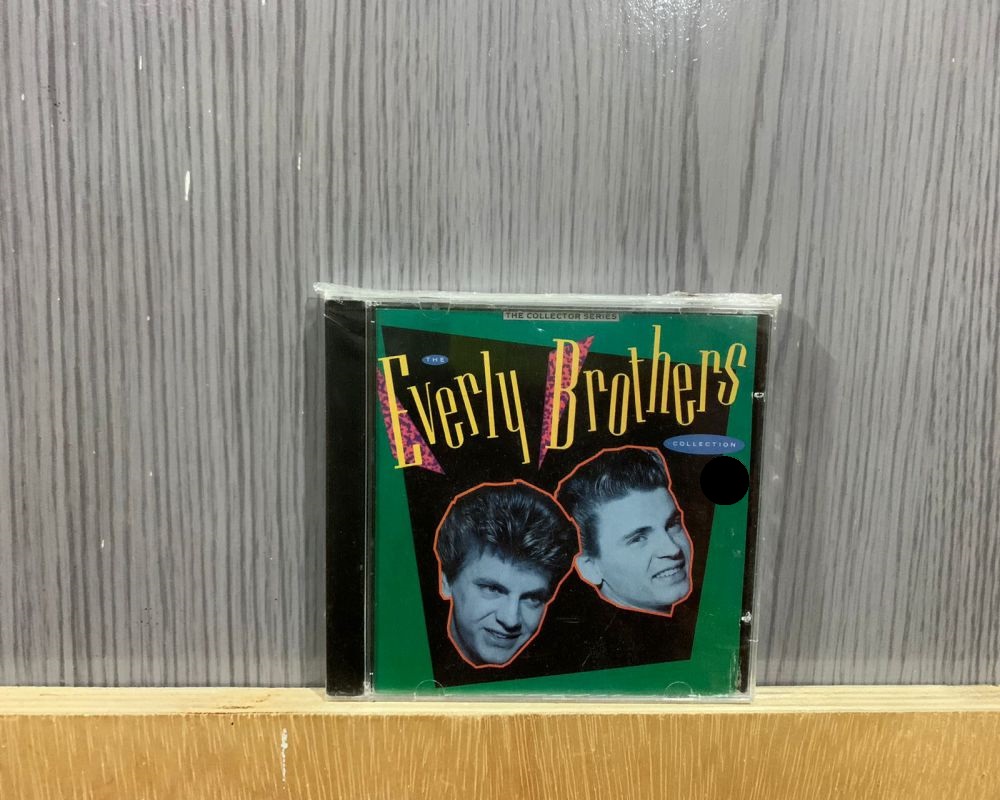 THE COLLECTOR SERIES
THE
Everly Brothers
COLLECTION